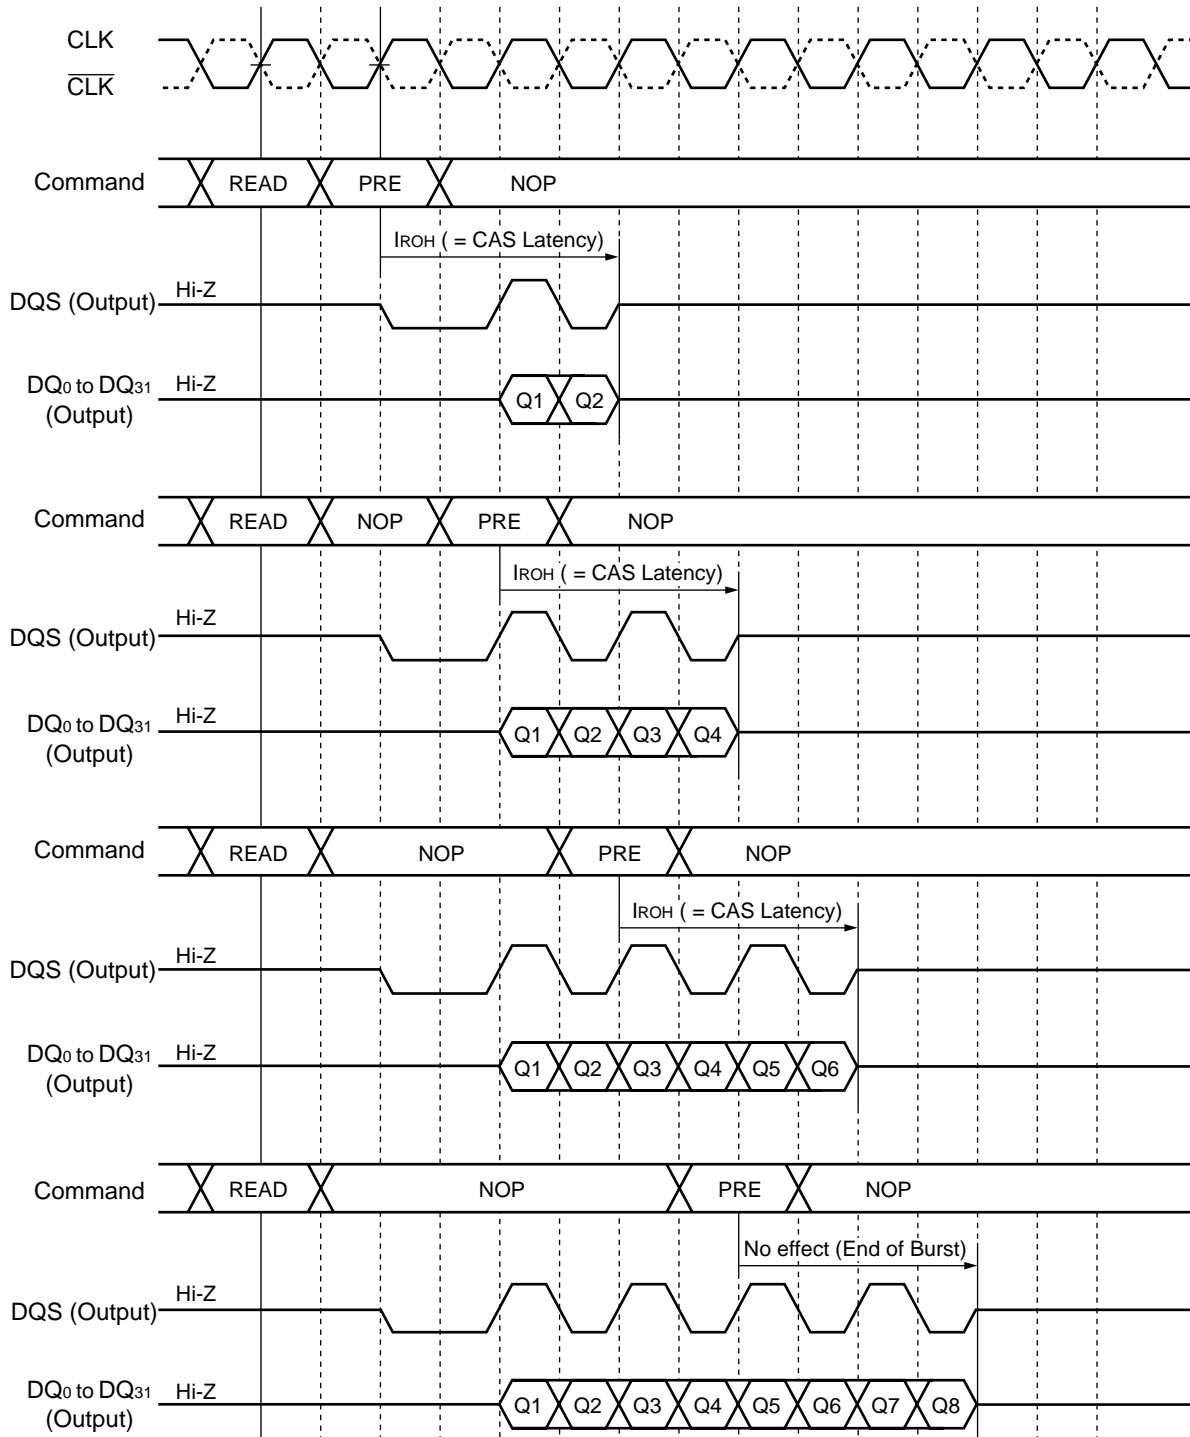 CLK
CLK
Command READ PRE NOP
IROH ( = CAS Latency)
DQS (Output) Hi-Z
DQ0 to DQ31 Hi-Z
(Output)
Q1 Q2
Command READ NOP PRE NOP
IROH ( = CAS Latency)
DQS (Output) Hi-Z
DQ0 to DQ31 Hi-Z
(Output)
Q1 Q2 Q3 Q4
Command READ NOP PRE NOP
IROH ( = CAS Latency)
DQS (Output) Hi-Z
DQ0 to DQ31 Hi-Z
(Output)
Q1 Q2 Q3 Q4 Q5 Q6
Command READ NOP PRE NOP
No effect (End of Burst)
DQS (Output) Hi-Z
DQ0 to DQ31 Hi-Z
(Output)
Q1 Q2 Q3 Q4 Q5 Q6 Q7 Q8